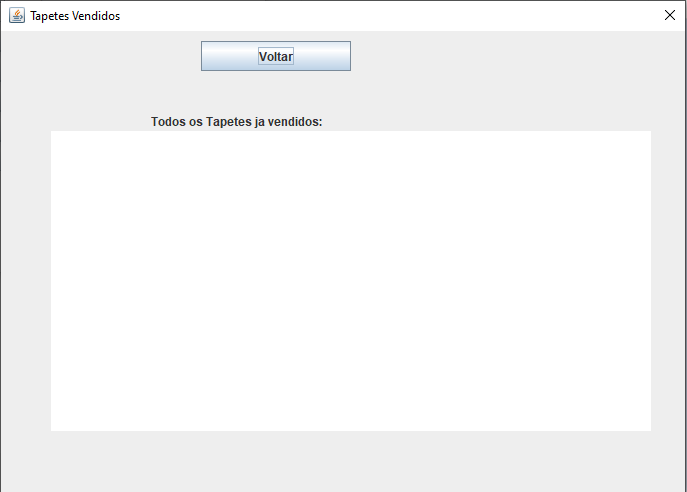 Tapetes Vendidos
Voltar
Todos os Tapetes ja vendidos: